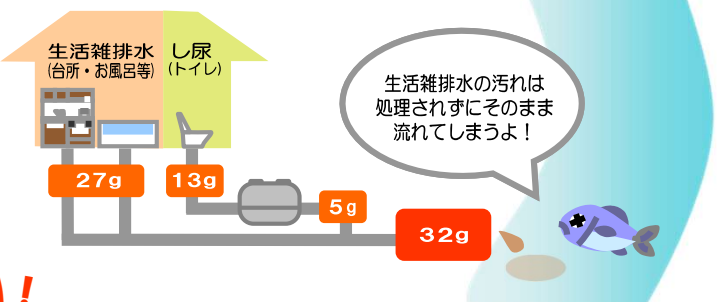 生活雑排水
(台所・お風呂等)
し尿
(トイレ)
生活雑排水の汚れは
処理されずにそのまま
流れてしまうよ！
27g
13g
5g
32g
！